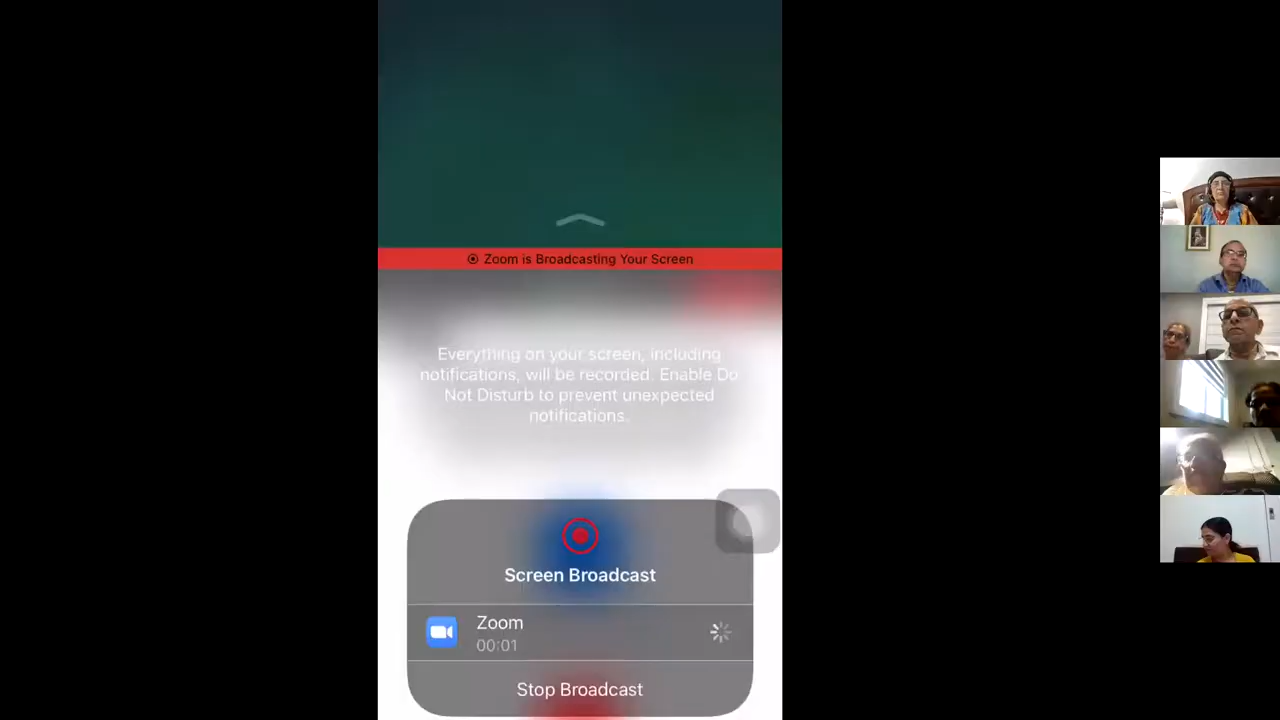 Zoom is Broadcasting Your Screen
Everything on your screen, including
notifications, will be recorded. Enable Do
Not Disturb to prevent unexpected
notifications.
Screen Broadcast
Zoom
00:01
Stop Broadcast